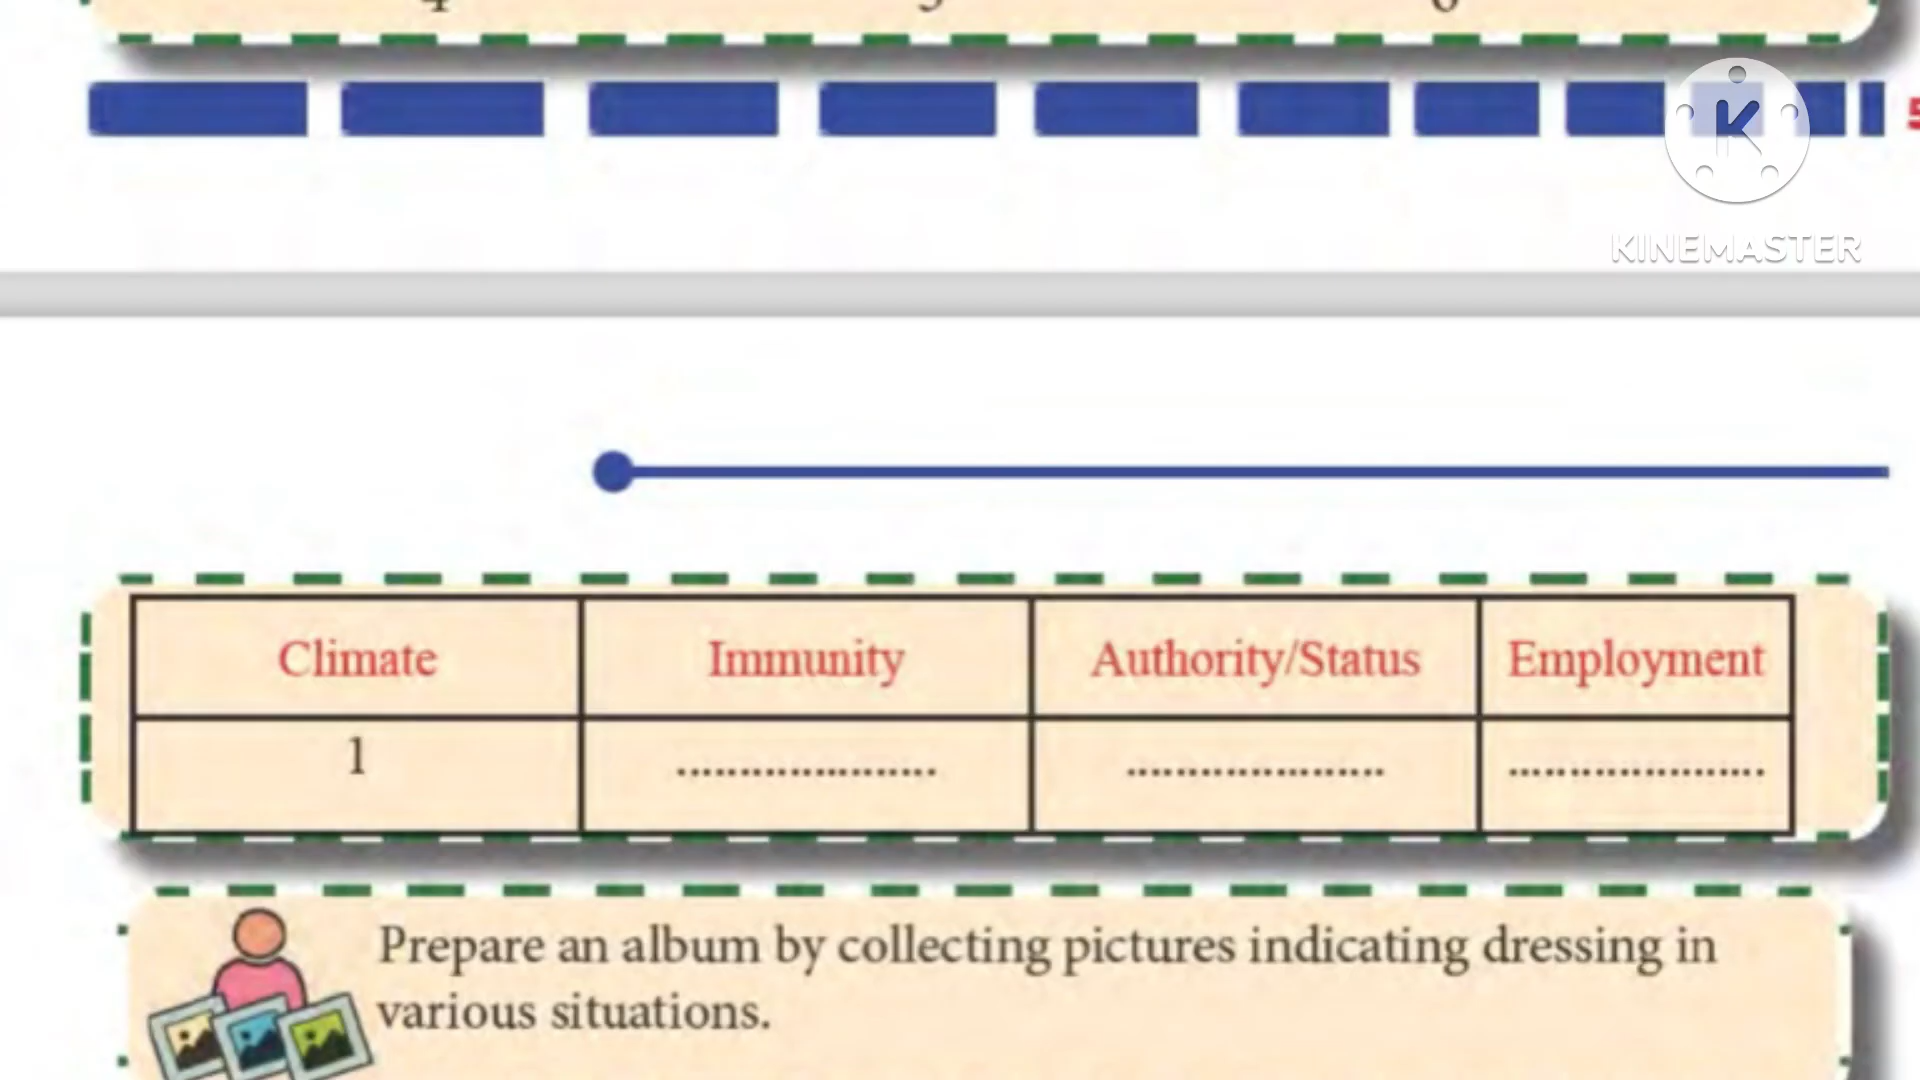 K
KINEMASTER
Climate Immunity Authority/Status Employment
1 .................... .................... ....................
Prepare an album by collecting pictures indicating dressing in
various situations.